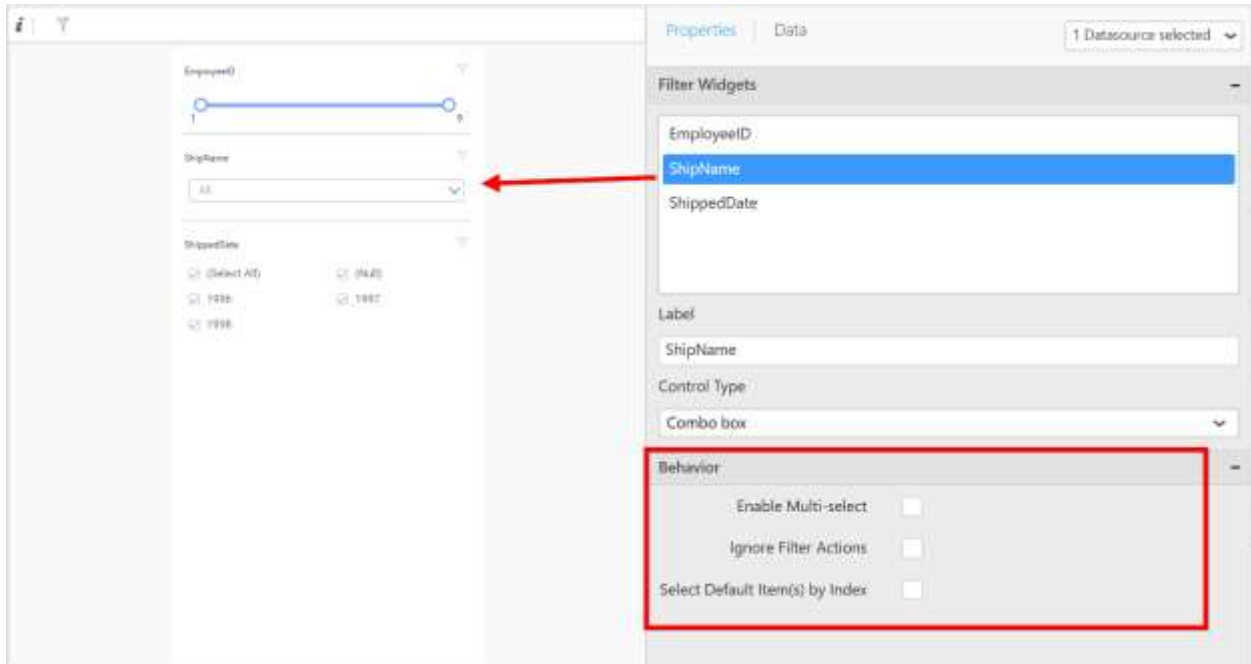 i
EmployeeID
1
9
ShipName
All
ShippedDate
(Select All) (Null)
1996 1997
1998
Properties Data 1 Datasource selected
Filter Widgets
EmployeeID
ShipName
ShippedDate
Label
ShipName
Control Type
Combo box
Behavior
Enable Multi-select
Ignore Filter Actions
Select Default Item(s) by Index